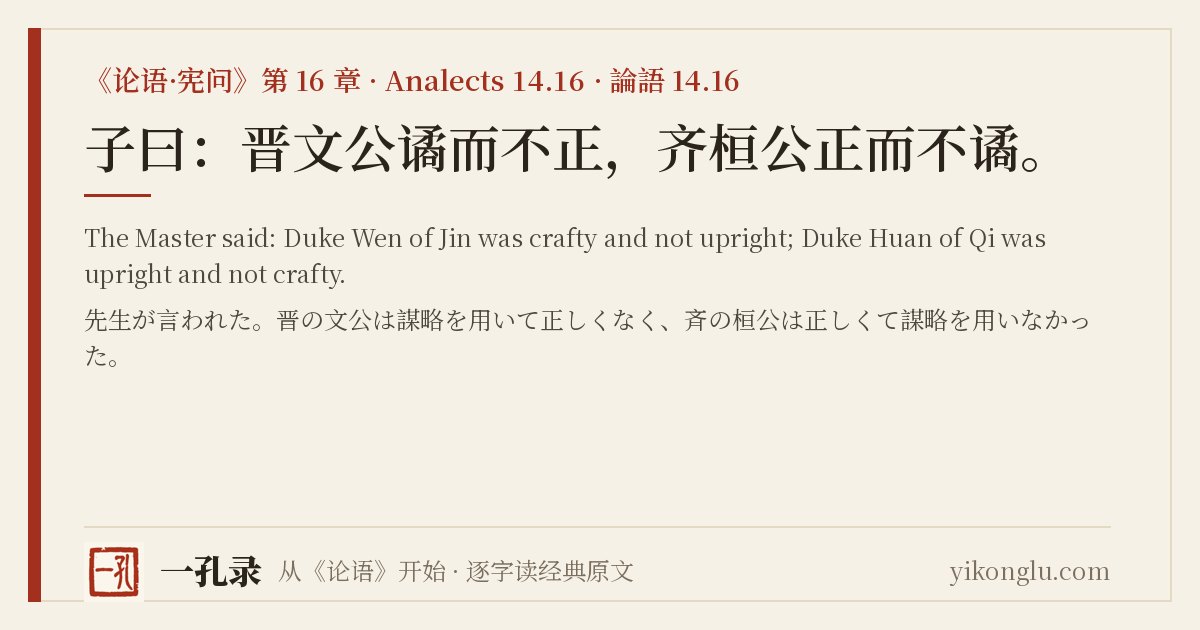 《论语·宪问》第 16 章 · Analects 14.16 · 論語 14.16
子曰：晋文公谲而不正，齐桓公正而不谲。
The Master said: Duke Wen of Jin was crafty and not upright; Duke Huan of Qi was
upright and not crafty.
先生が言われた。晋の文公は謀略を用いて正しくなく、斉の桓公は正しくて謀略を用いなかっ
た。
一孔
一孔录 从《论语》开始 · 逐字读经典原文 yikonglu.com